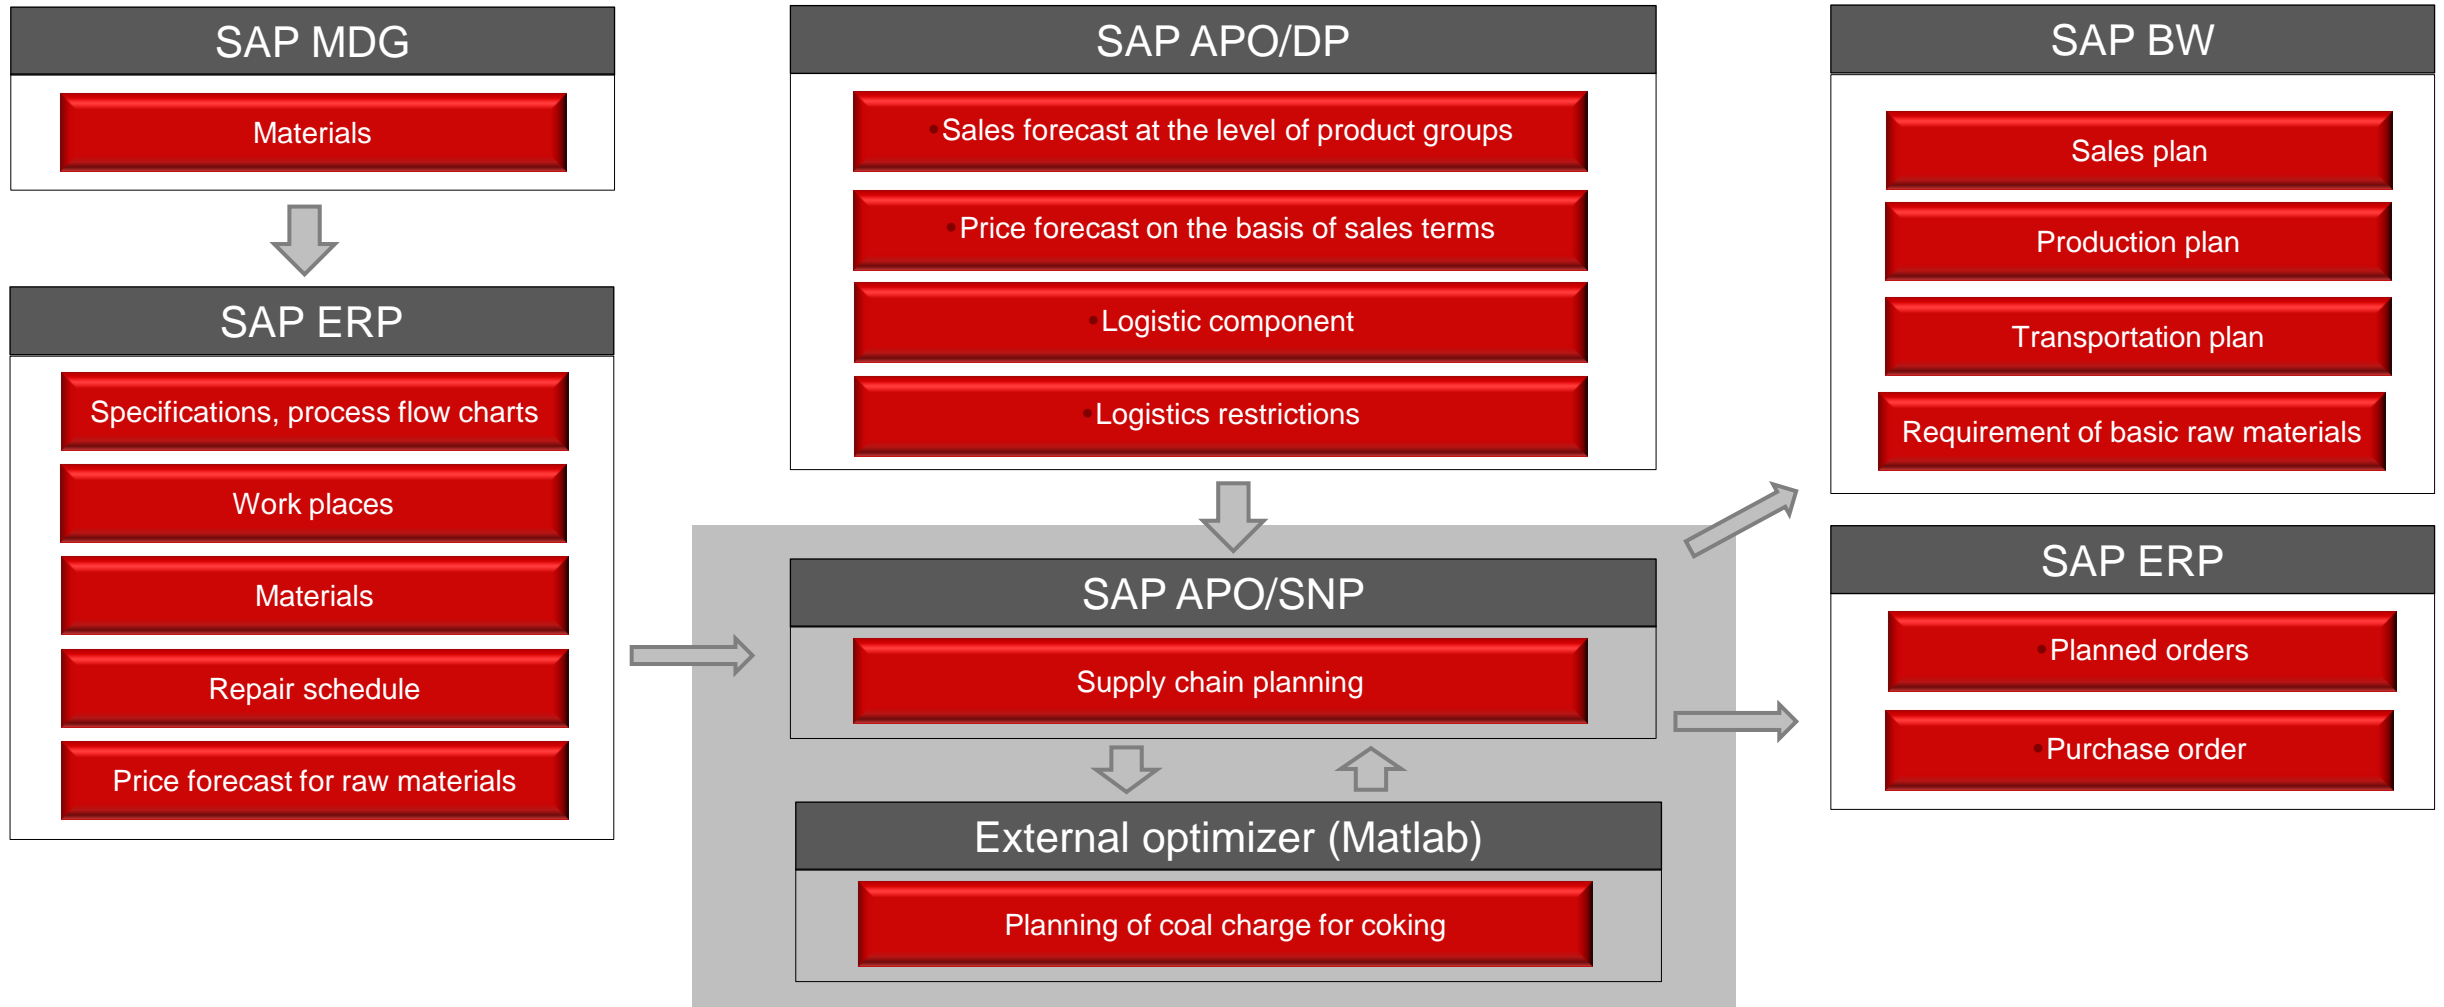 SAP MDG
Materials
SAP ERP
Specifications, process flow charts
Work places
Materials
Repair schedule
Price forecast for raw materials
SAP APO/DP
•Sales forecast at the level of product groups
•Price forecast on the basis of sales terms
•Logistic component
•Logistics restrictions
SAP APO/SNP
Supply chain planning
External optimizer (Matlab)
Planning of coal charge for coking
SAP BW
Sales plan
Production plan
Transportation plan
Requirement of basic raw materials
SAP ERP
•Planned orders
•Purchase order